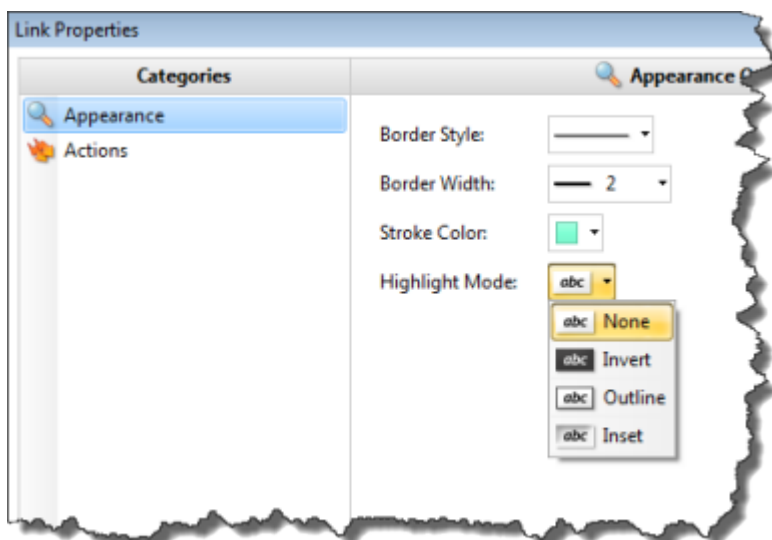 Link Properties
Categories
Appearance
Appearance
Actions
Border Style:
Border Width: 2
Stroke Color:
Highlight Mode: abc
abc None
abc Invert
abc Outline
abc Inset